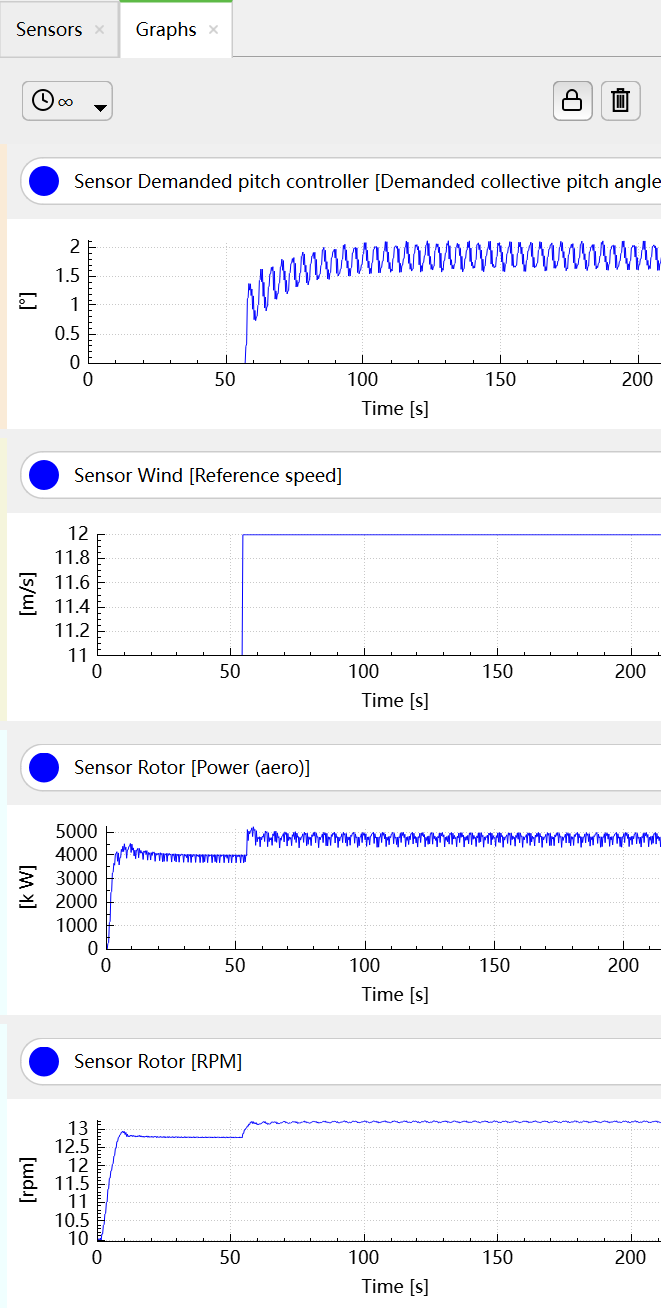 Sensors × Graphs ×
∞
Sensor Demanded pitch controller [Demanded collective pitch angle
2
1.5
1
0.5
0
[°]
0 50 100 150 200
Time [s]
Sensor Wind [Reference speed]
12
11.8
11.6
11.4
11.2
11
[m/s]
0 50 100 150 200
Time [s]
Sensor Rotor [Power (aero)]
5000
4000
3000
2000
1000
0
[k W]
0 50 100 150 200
Time [s]
Sensor Rotor [RPM]
13
12.5
12
11.5
11
10.5
10
[rpm]
0 50 100 150 200
Time [s]